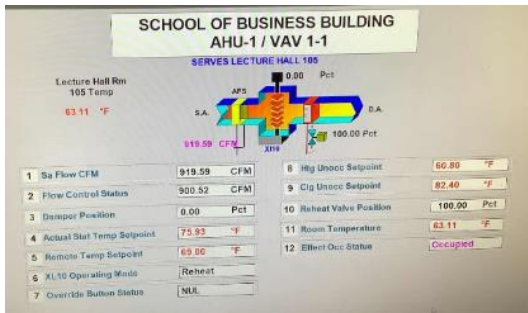 SCHOOL OF BUSINESS BUILDING
AHU-1 / VAV 1-1
SERVES LECTURE HALL 105
Lecture Hall Rm
105 Temp
63.11 °F
AFS
0.00 Pct
S.A.
D.A.
919.59 CFM
XL10
100.00 Pct
1 Sa Flow CFM 919.59 CFM
2 Flow Control Status 900.52 CFM
3 Damper Position 0.00 Pct
4 Actual Stat Temp Setpoint 75.93 °F
5 Remote Temp Setpoint 69.00 °F
6 XL10 Operating Mode Reheat
7 Override Button Status NUL
8 Htg Unocc Setpoint 60.80 °F
9 Clg Unocc Setpoint 82.40 °F
10 Reheat Valve Position 100.00 Pct
11 Room Temperature 63.11 °F
12 Effect Occ Status Occupied